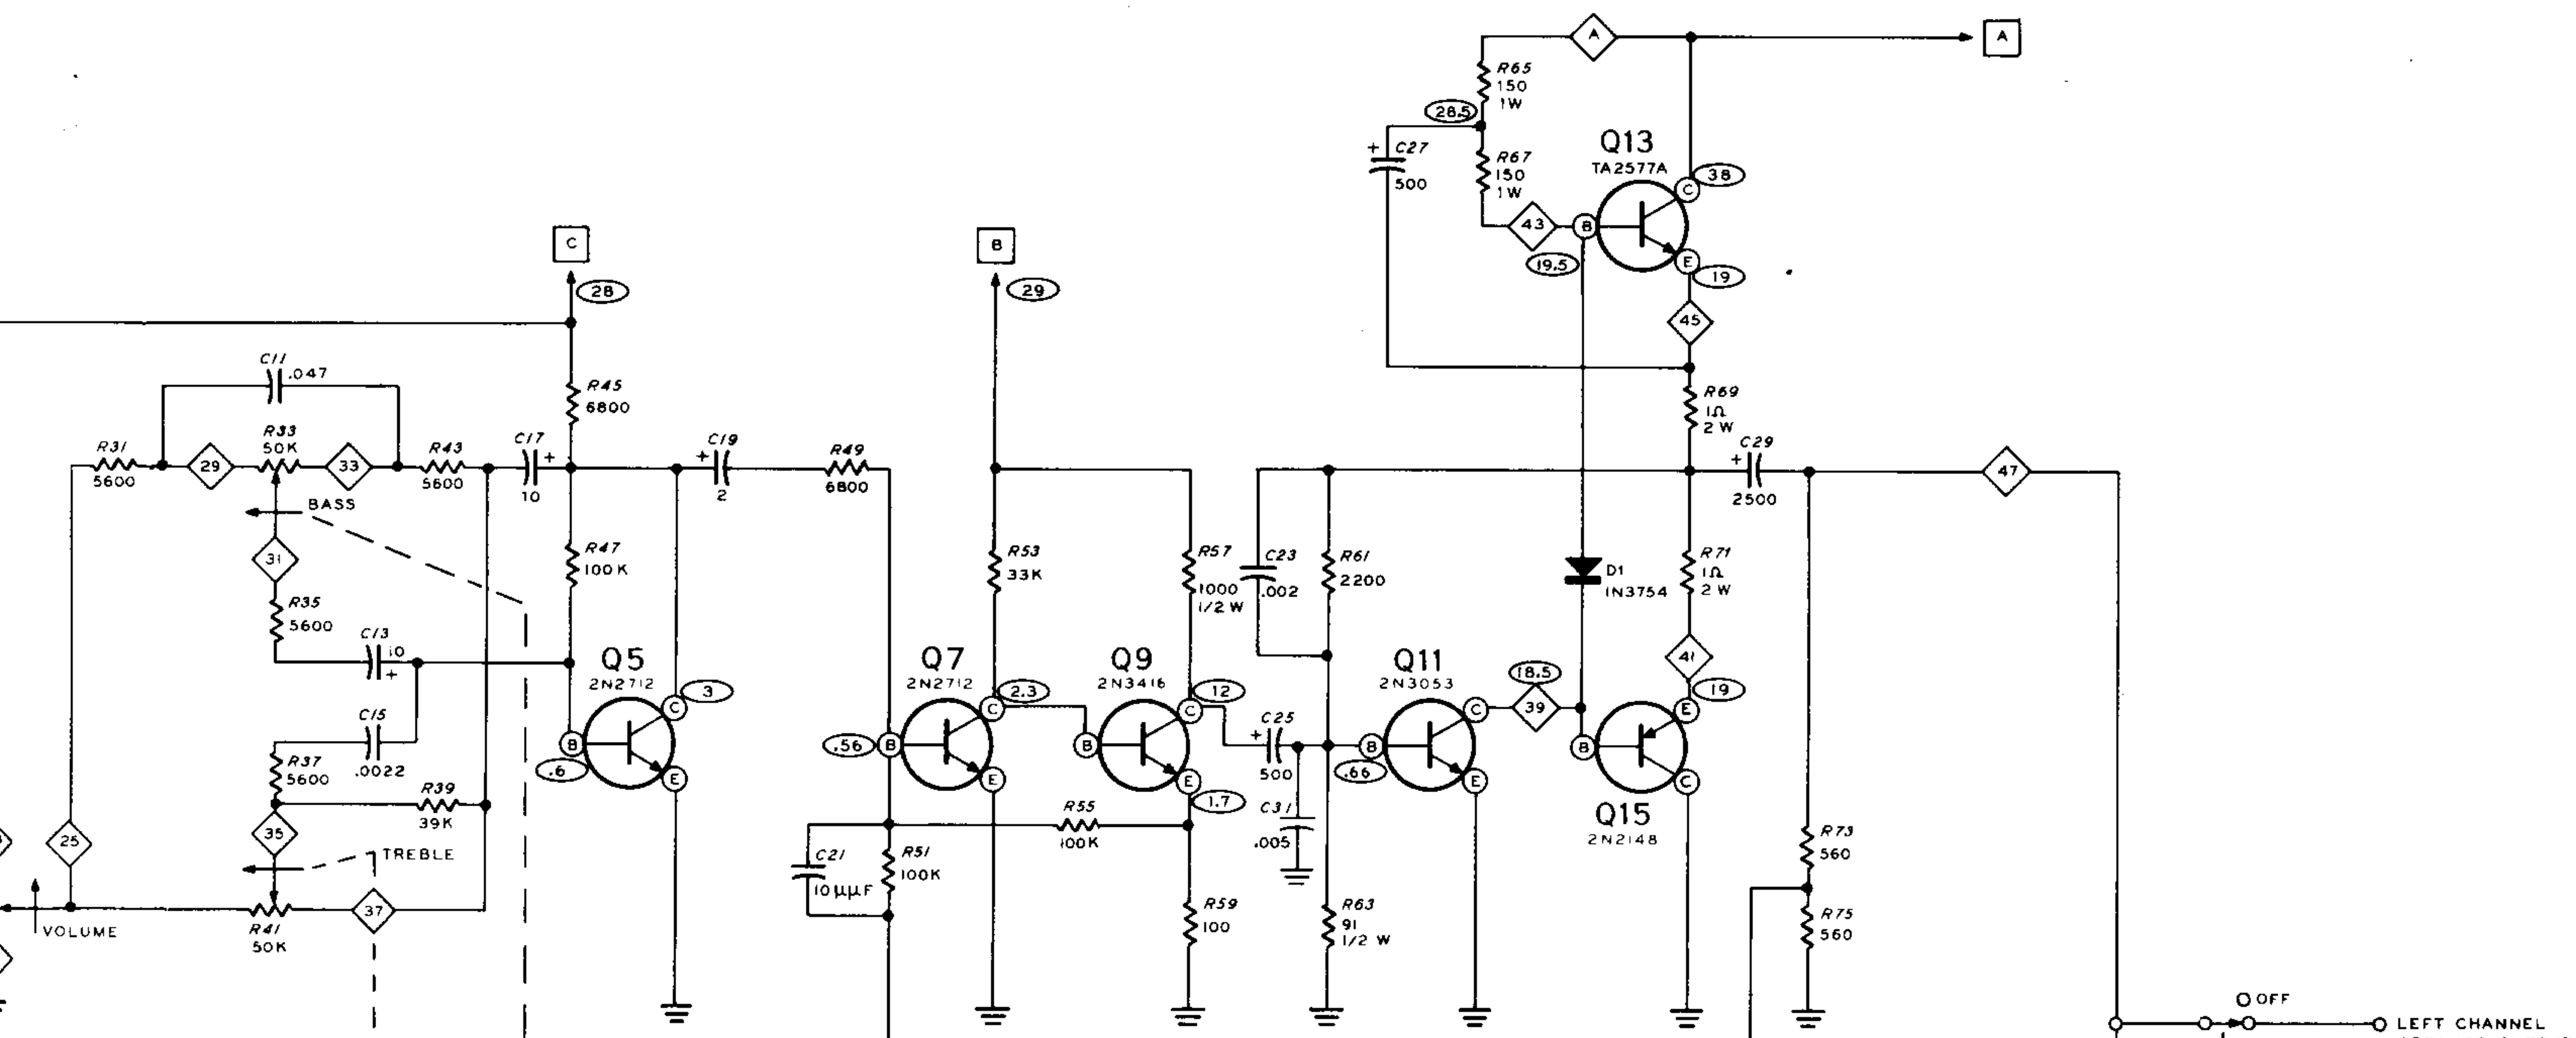 A
A
R65
150
1W
28.5
+ C27
500
R67
150
1W
Q13
TA2577A
C
38
43
B
19.5
E
19
45
C
28
B
29
C11
.047
R45
6800
R69
1Ω
2 W
R31
5600
29
R33
50K
33
R43
5600
C17
+
10
C19
+
2
R49
6800
C29
+
2500
47
BASS
31
R47
100K
R53
33K
R57
1000
1/2 W
C23
.002
R61
2200
D1
1N3754
R71
1Ω
2 W
R35
5600
C13
10
+
Q5
2N2712
C
3
B
.6
E
Q7
2N2712
C
2.3
.56
B
E
Q9
2N3416
C
12
B
E
1.7
C25
+
500
Q11
2N3053
C
B
.66
E
18.5
39
41
19
E
B
C
Q15
2N2148
C15
.0022
R37
5600
R39
39K
35
TREBLE
25
37
VOLUME
R41
50K
C21
10μμF
R51
100K
R55
100K
R59
100
C31
.005
R63
91
1/2 W
R73
560
R75
560
OFF
LEFT CHANNEL